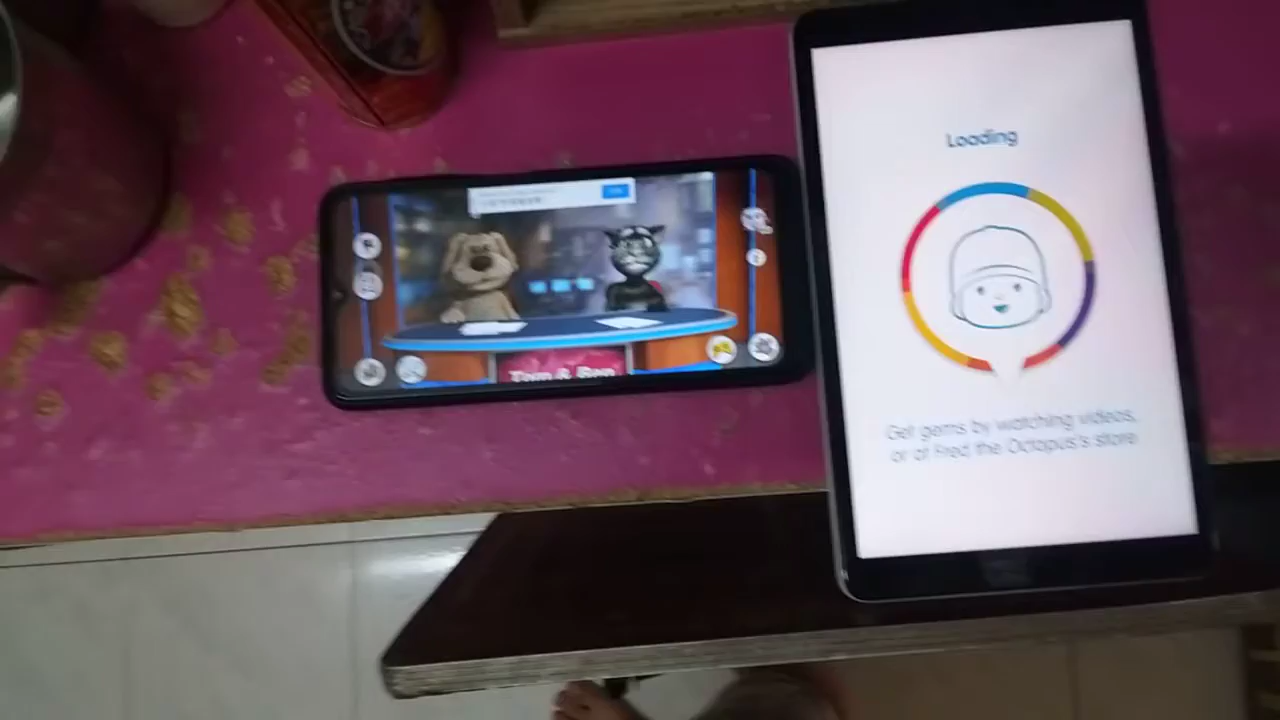 Tom & Ben
Loading
Get gems by watching videos,
or at Fred the Octopus's store